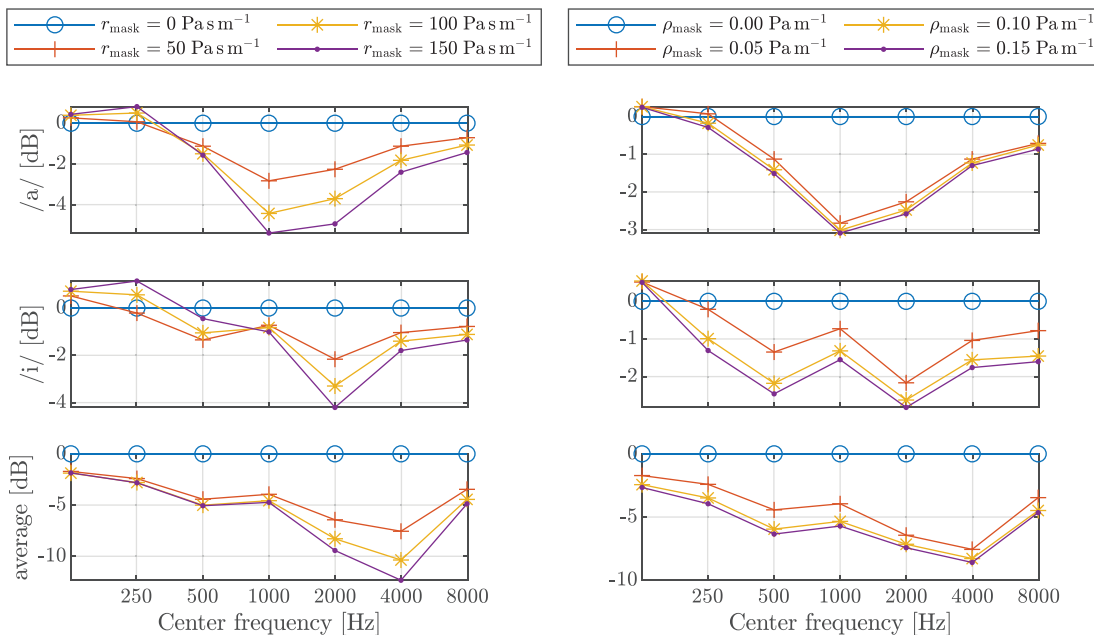 r_mask = 0 Pa s m⁻¹ r_mask = 100 Pa s m⁻¹
r_mask = 50 Pa s m⁻¹ r_mask = 150 Pa s m⁻¹
ρ_mask = 0.00 Pa m⁻¹ ρ_mask = 0.10 Pa m⁻¹
ρ_mask = 0.05 Pa m⁻¹ ρ_mask = 0.15 Pa m⁻¹
/a/ [dB]
0
-2
-4
0
-1
-2
-3
/i/ [dB]
0
-2
-4
0
-1
-2
average [dB]
0
-5
-10
0
-5
-10
250 500 1000 2000 4000 8000
Center frequency [Hz]
250 500 1000 2000 4000 8000
Center frequency [Hz]